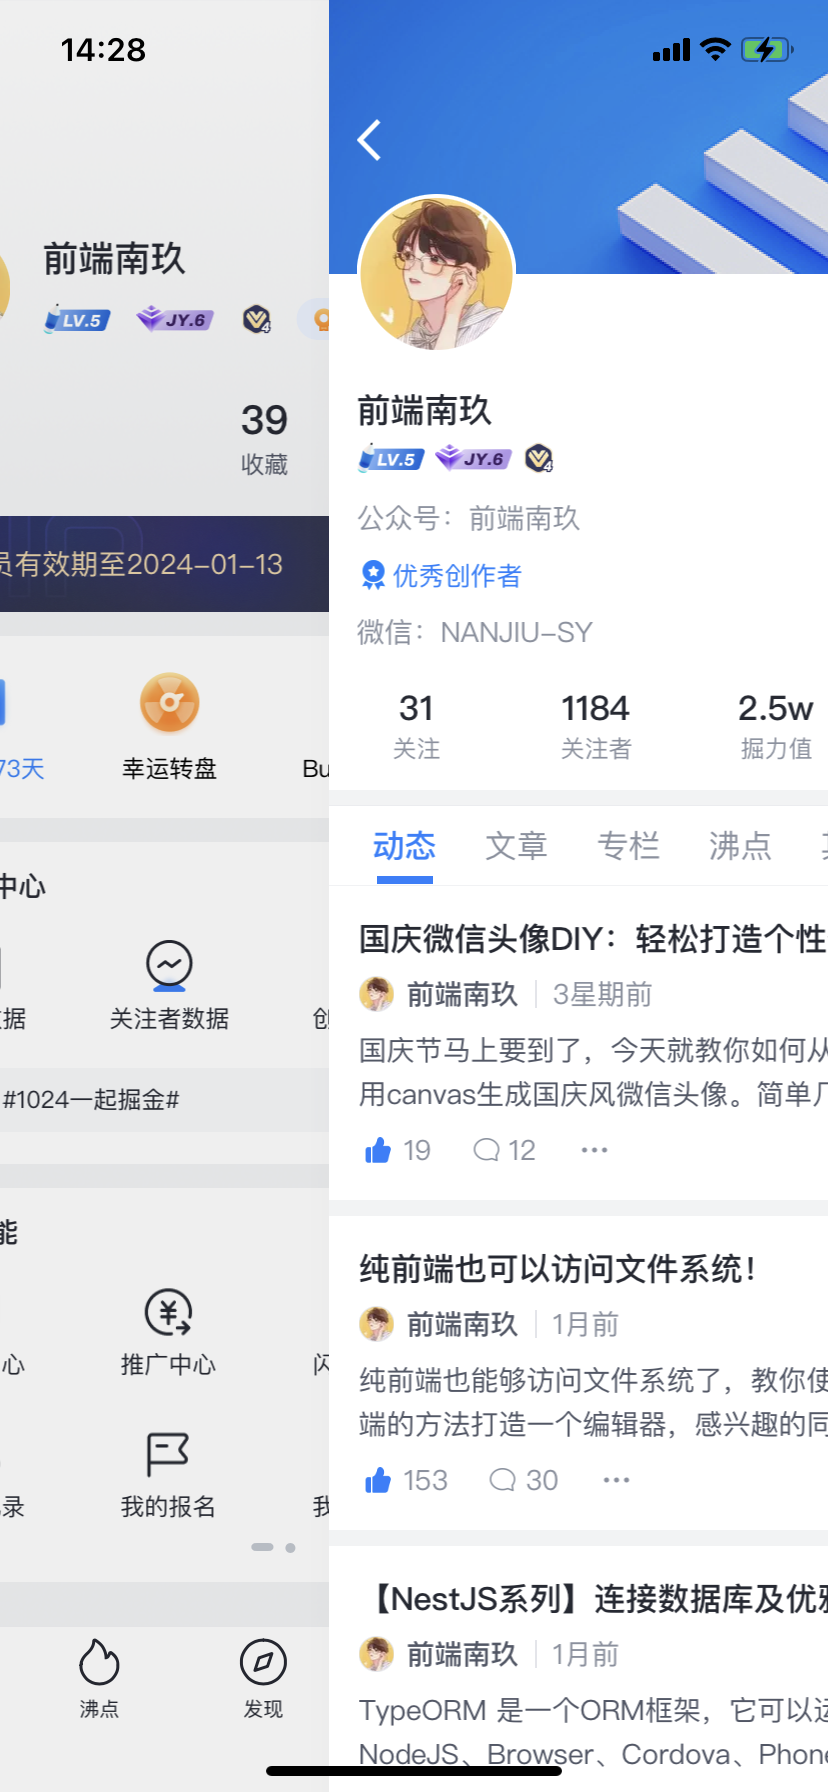 14:28
前端南玖
LV.5
JY.6
4
39
收藏
员有效期至2024-01-13
73天
幸运转盘
Bu
中心
据
关注者数据
创
#1024一起掘金#
能
心
推广中心
闪
录
我的报名
我
沸点
发现
前端南玖
LV.5
JY.6
4
公众号：前端南玖
优秀创作者
微信：NANJIU-SY
31
1184
2.5w
关注
关注者
掘力值
动态
文章
专栏
沸点
国庆微信头像DIY：轻松打造个性
前端南玖
3星期前
国庆节马上要到了，今天就教你如何从
用canvas生成国庆风微信头像。简单几
19
12
纯前端也可以访问文件系统！
前端南玖
1月前
纯前端也能够访问文件系统了，教你使
端的方法打造一个编辑器，感兴趣的同
153
30
【NestJS系列】连接数据库及优雅
前端南玖
1月前
TypeORM 是一个ORM框架，它可以运
NodeJS、Browser、Cordova、Phone